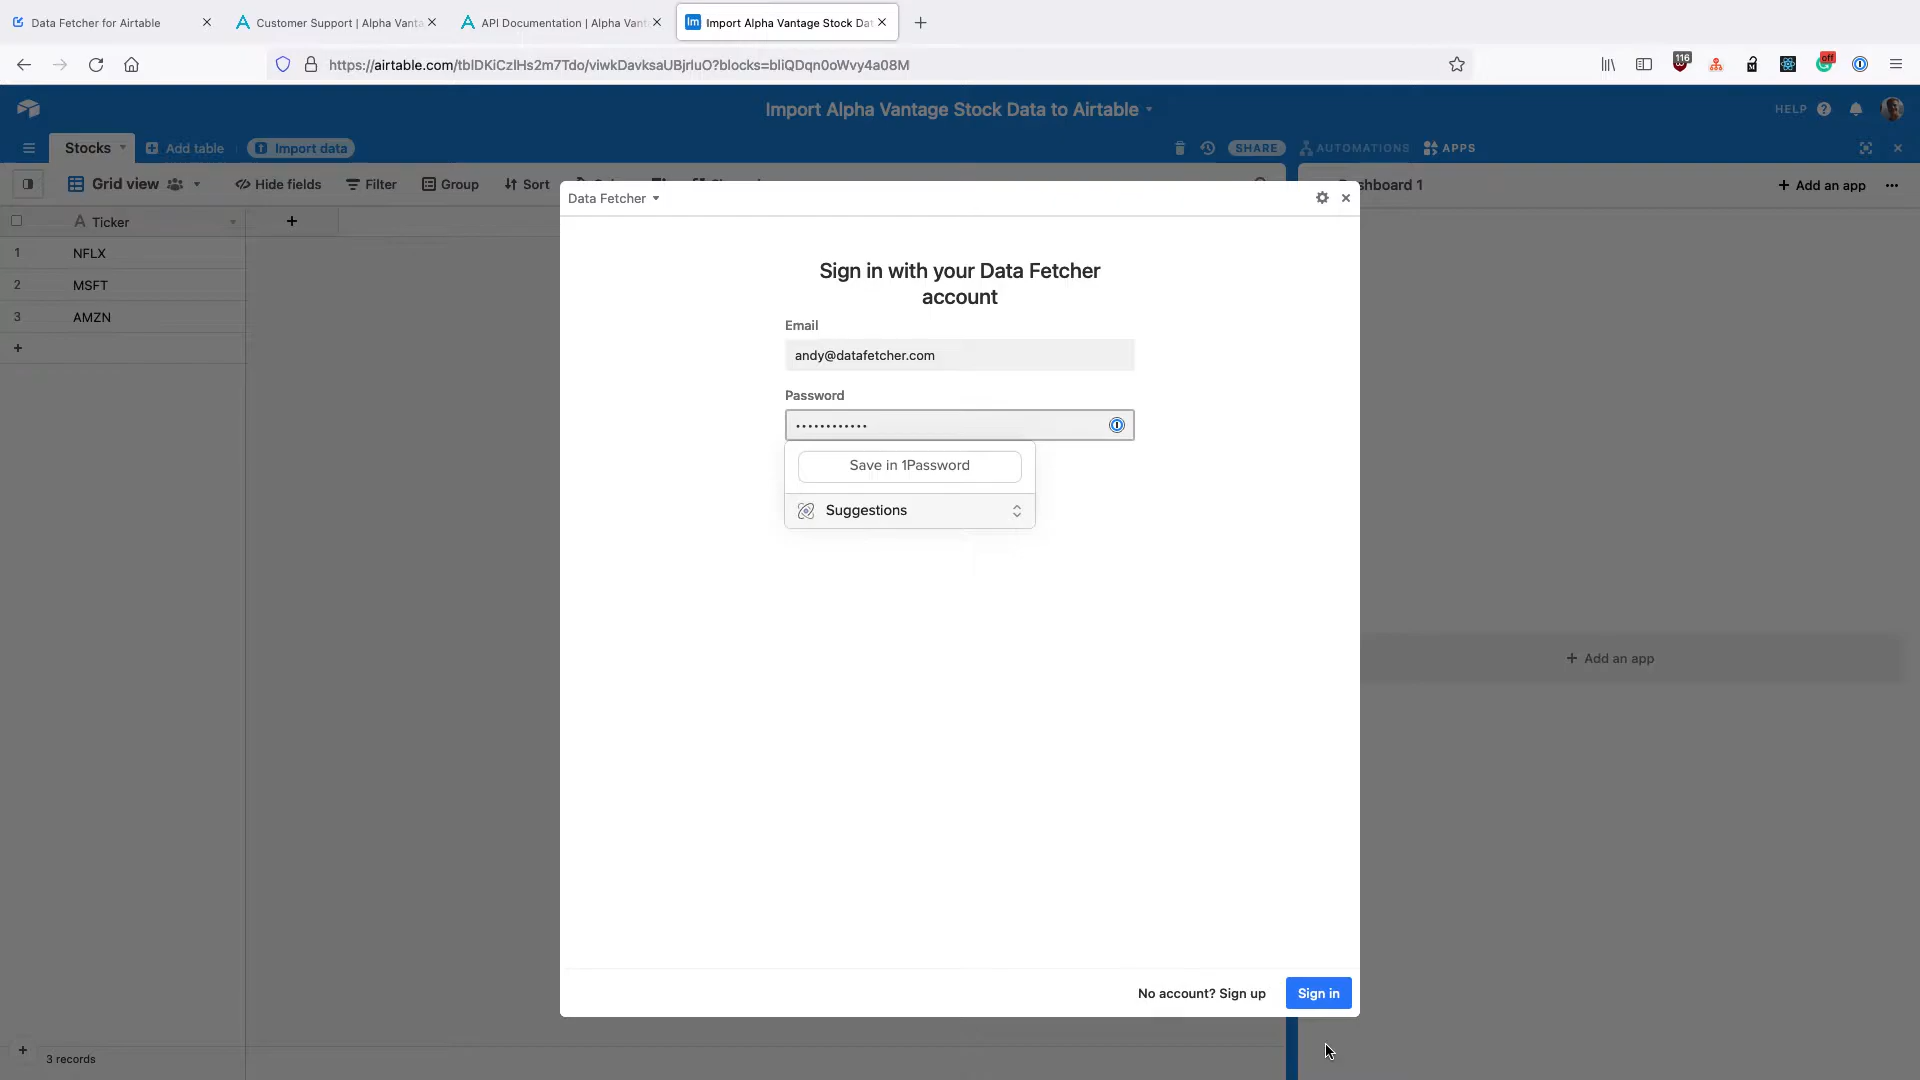 Data Fetcher for Airtable
Customer Support | Alpha Vanta
API Documentation | Alpha Vant
Import Alpha Vantage Stock Dat
https://airtable.com/tblDKiCzlHs2m7Tdo/viwkDavksaUBjrluO?blocks=bliQDqn0oWvy4a08M
116
off
Import Alpha Vantage Stock Data to Airtable
HELP
Stocks
Add table
Import data
SHARE
AUTOMATIONS
APPS
Grid view
Hide fields
Filter
Group
Sort
Data Fetcher
shboard 1
Add an app
Ticker
1 NFLX
2 MSFT
3 AMZN
Sign in with your Data Fetcher
account
Email
andy@datafetcher.com
Password
••••••••••••
Save in 1Password
Suggestions
Add an app
No account? Sign up
Sign in
3 records